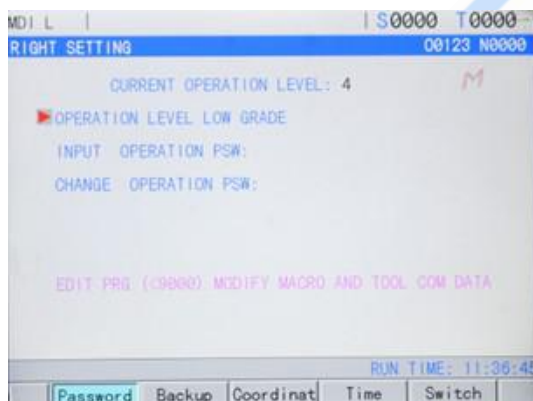 MDI L S0000 T0000
RIGHT SETTING O0123 N0000
CURRENT OPERATION LEVEL: 4
M
OPERATION LEVEL LOW GRADE
INPUT OPERATION PSW:
CHANGE OPERATION PSW:
EDIT PRG (<9000) MODIFY MACRO AND TOOL COM DATA
RUN TIME: 11:36:45
Password Backup Coordinat Time Switch